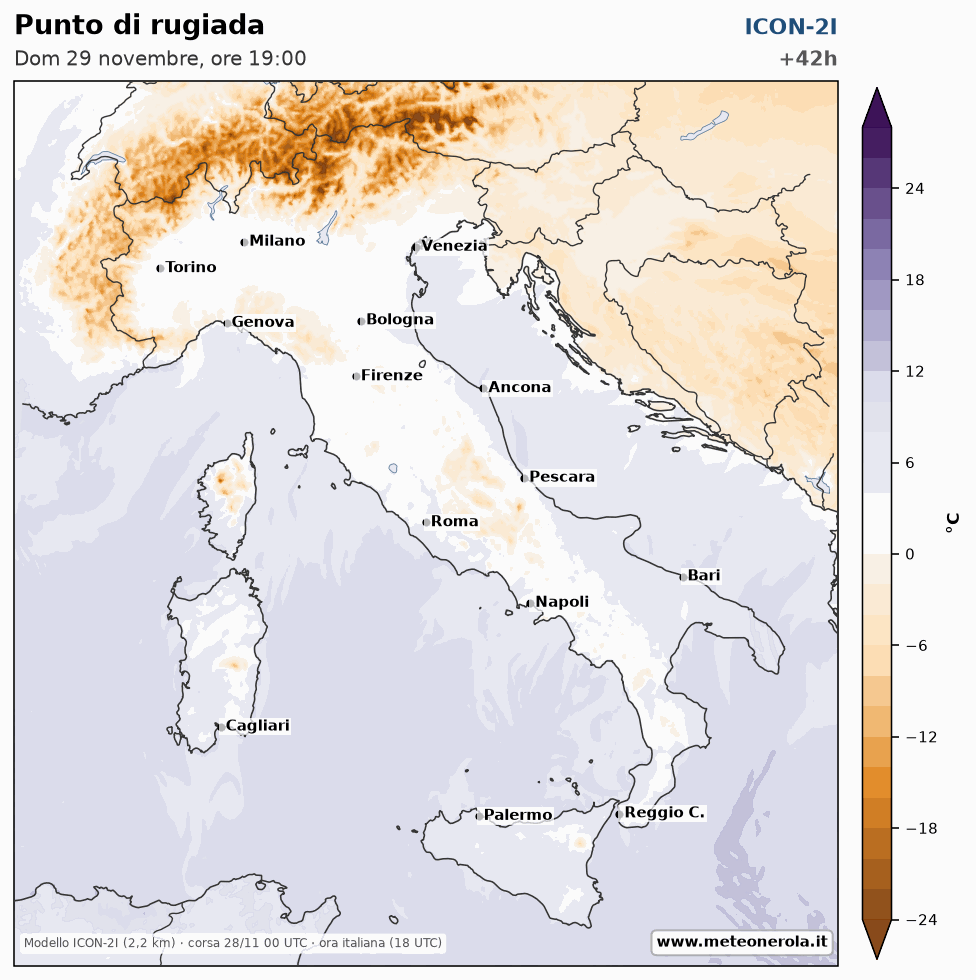 Punto di rugiada
ICON-2I
Dom 29 novembre, ore 19:00
+42h
Milano
Venezia
Torino
Genova
Bologna
Firenze
Ancona
Pescara
Roma
Bari
Napoli
Cagliari
Palermo
Reggio C.
24
18
12
6
0
−6
−12
−18
−24
°C
Modello ICON-2I (2,2 km) · corsa 28/11 00 UTC · ora italiana (18 UTC)
www.meteonerola.it